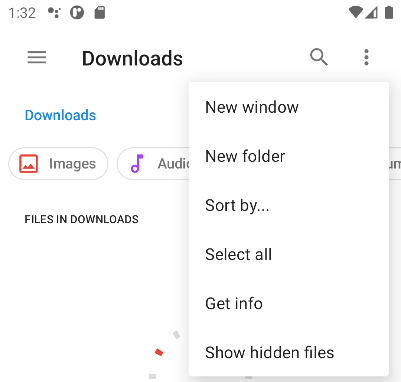 1:32
Downloads
Downloads
Images
Audio
New window
New folder
Sort by...
Select all
Get info
Show hidden files
FILES IN DOWNLOADS